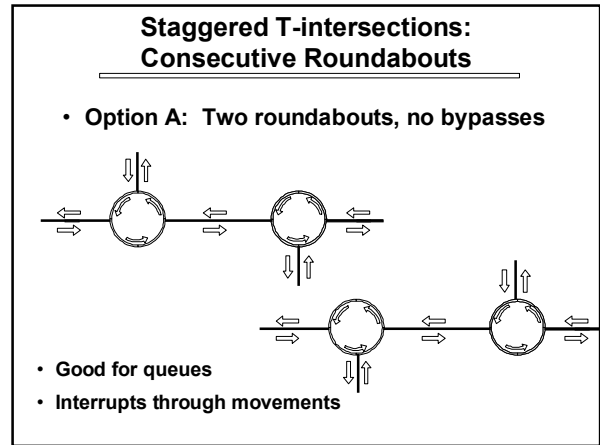 Staggered T-intersections:
Consecutive Roundabouts
• Option A: Two roundabouts, no bypasses
• Good for queues
• Interrupts through movements